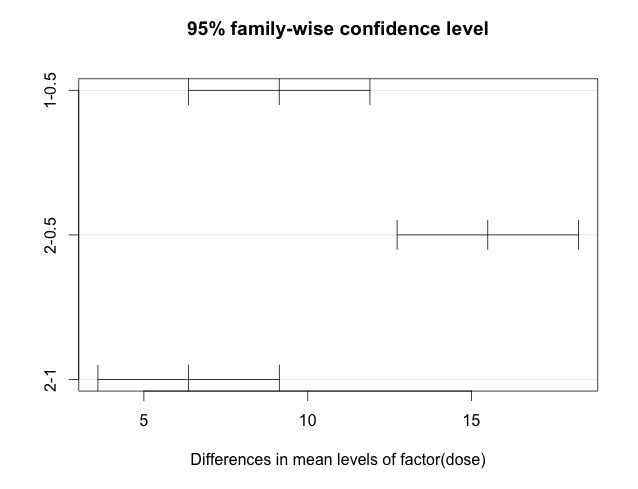 95% family-wise confidence level
1-0.5
2-0.5
2-1
5 10 15
Differences in mean levels of factor(dose)